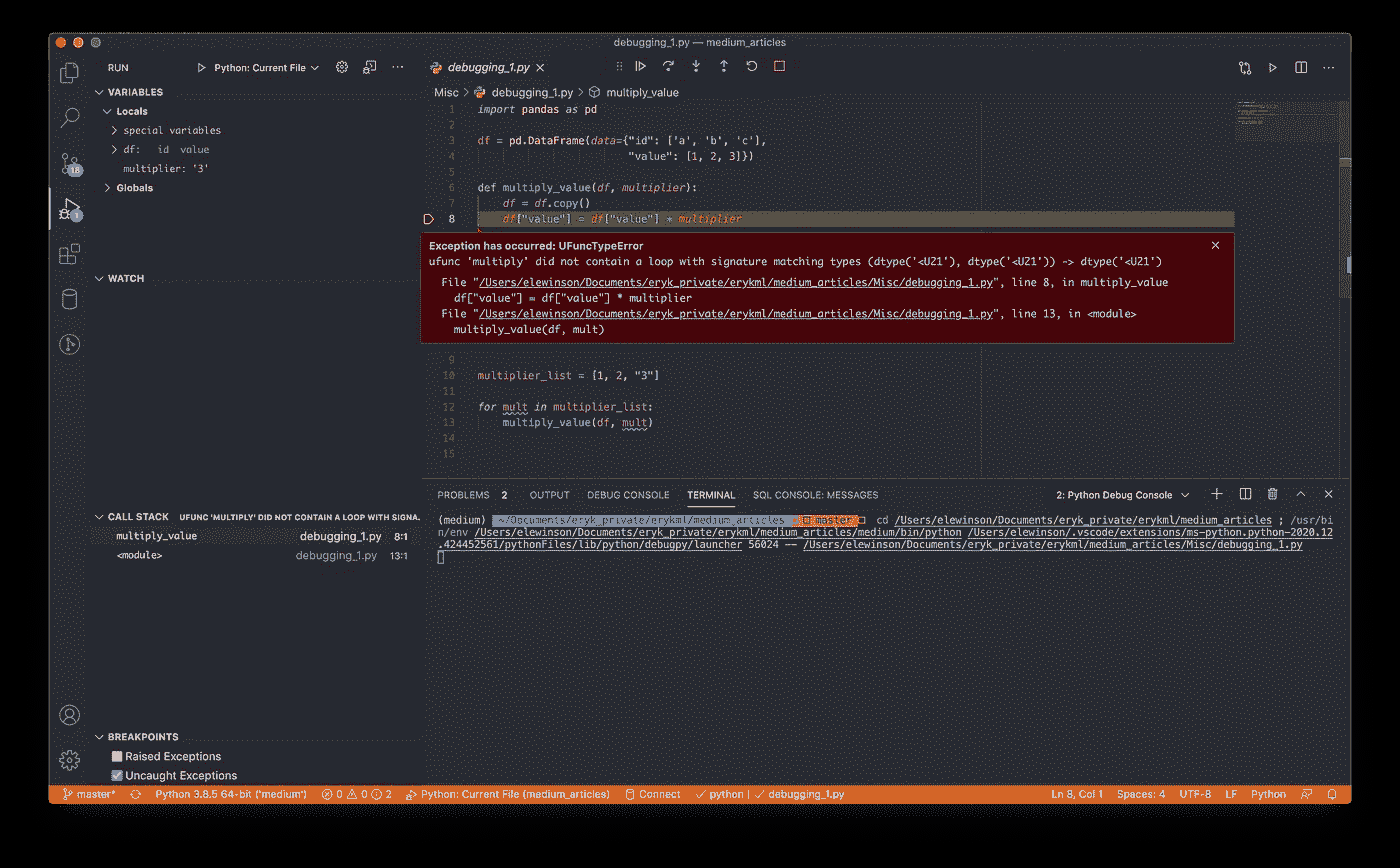 debugging_1.py — medium_articles
RUN
Python: Current File
VARIABLES
Locals
special variables
df: id value
multiplier: '3'
Globals
WATCH
CALL STACK UFUNC 'MULTIPLY' DID NOT CONTAIN A LOOP WITH SIGNA.
multiply_value debugging_1.py 8:1
<module> debugging_1.py 13:1
BREAKPOINTS
Raised Exceptions
Uncaught Exceptions
18
1
debugging_1.py
Misc > debugging_1.py > multiply_value
1 import pandas as pd
2
3 df = pd.DataFrame(data={"id": ['a', 'b', 'c'],
4 "value": [1, 2, 3]})
5
6 def multiply_value(df, multiplier):
7 df = df.copy()
8 df["value"] = df["value"] * multiplier
Exception has occurred: UFuncTypeError
ufunc 'multiply' did not contain a loop with signature matching types (dtype('<U21'), dtype('<U21')) -> dtype('<U21')
File "/Users/elewinson/Documents/eryk_private/erykml/medium_articles/Misc/debugging_1.py", line 8, in multiply_value
df["value"] = df["value"] * multiplier
File "/Users/elewinson/Documents/eryk_private/erykml/medium_articles/Misc/debugging_1.py", line 13, in <module>
multiply_value(df, mult)
9
10 multiplier_list = [1, 2, "3"]
11
12 for mult in multiplier_list:
13 multiply_value(df, mult)
14
15
PROBLEMS 2 OUTPUT DEBUG CONSOLE TERMINAL SQL CONSOLE: MESSAGES 2: Python Debug Console
(medium) ~/Documents/eryk_private/erykml/medium_articles master cd /Users/elewinson/Documents/eryk_private/erykml/medium_articles ; /usr/bi
n/env /Users/elewinson/Documents/eryk_private/erykml/medium_articles/medium/bin/python /Users/elewinson/.vscode/extensions/ms-python.python-2020.12
.424452561/pythonFiles/lib/python/debugpy/launcher 56024 -- /Users/elewinson/Documents/eryk_private/erykml/medium_articles/Misc/debugging_1.py
master* Python 3.8.5 64-bit ("medium") 0 0 2 Python: Current File (medium_articles) Connect python | debugging_1.py Ln 8, Col 1 Spaces: 4 UTF-8 LF Python